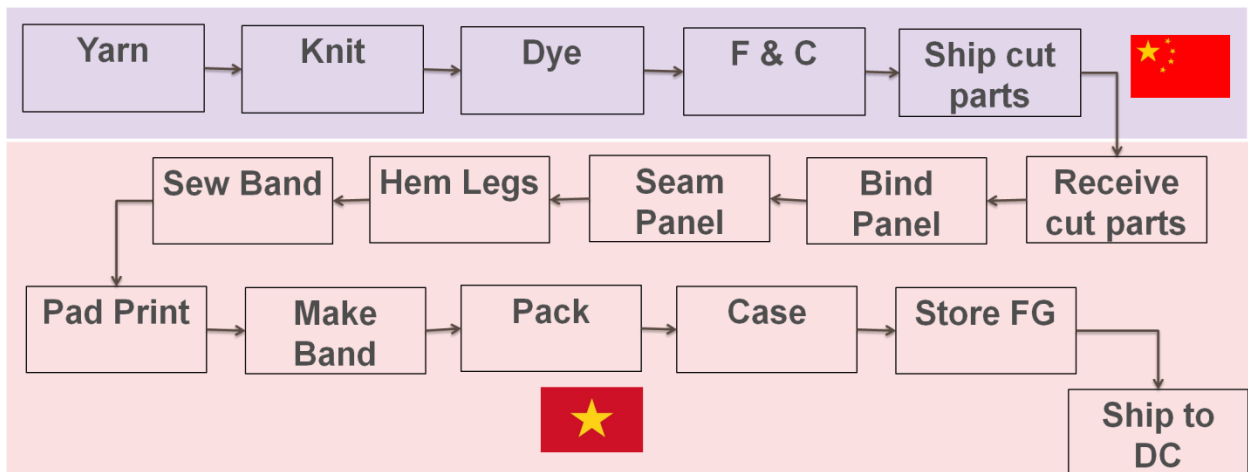 Yarn
Knit
Dye
F & C
Ship cut
parts
Receive
cut parts
Bind
Panel
Seam
Panel
Hem Legs
Sew Band
Pad Print
Make
Band
Pack
Case
Store FG
Ship to
DC